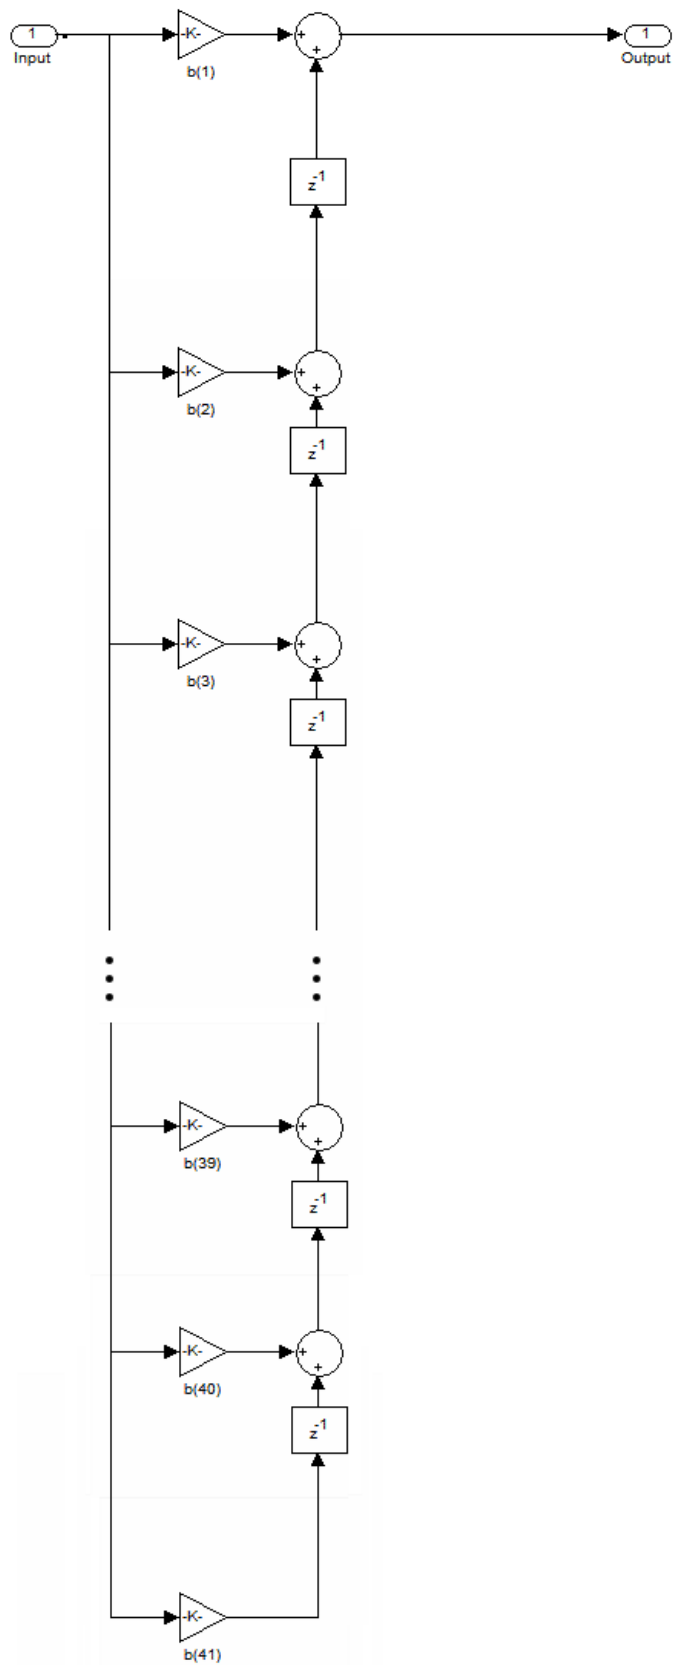 1
Input
-K-
b(1)
+
+
1
Output
z-1
-K-
b(2)
+
+
z-1
-K-
b(3)
+
+
z-1
-K-
b(39)
+
+
z-1
-K-
b(40)
+
+
z-1
-K-
b(41)